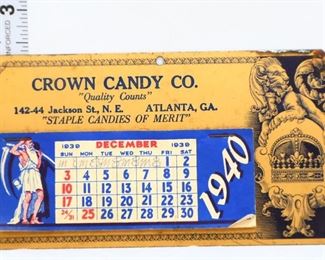 3
INFORCED
CROWN CANDY CO.
"Quality Counts"
142-44 Jackson St., N. E. ATLANTA, GA.
"STAPLE CANDIES OF MERIT"
1939 DECEMBER 1939
SUN MON TUE WED THU FRI SAT
1 2
3 4 5 6 7 8 9
10 11 12 13 14 15 16
17 18 19 20 21 22 23
24/31 25 26 27 28 29 30
1940